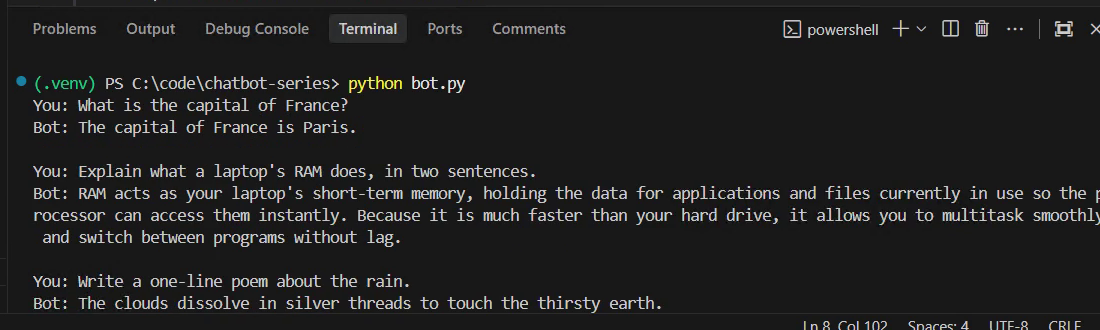 Problems Output Debug Console Terminal Ports Comments powershell
(.venv) PS C:\code\chatbot-series> python bot.py
You: What is the capital of France?
Bot: The capital of France is Paris.
You: Explain what a laptop's RAM does, in two sentences.
Bot: RAM acts as your laptop's short-term memory, holding the data for applications and files currently in use so the p
rocessor can access them instantly. Because it is much faster than your hard drive, it allows you to multitask smoothly
and switch between programs without lag.
You: Write a one-line poem about the rain.
Bot: The clouds dissolve in silver threads to touch the thirsty earth.
Ln 8, Col 102 Spaces: 4 UTF-8 CRLF